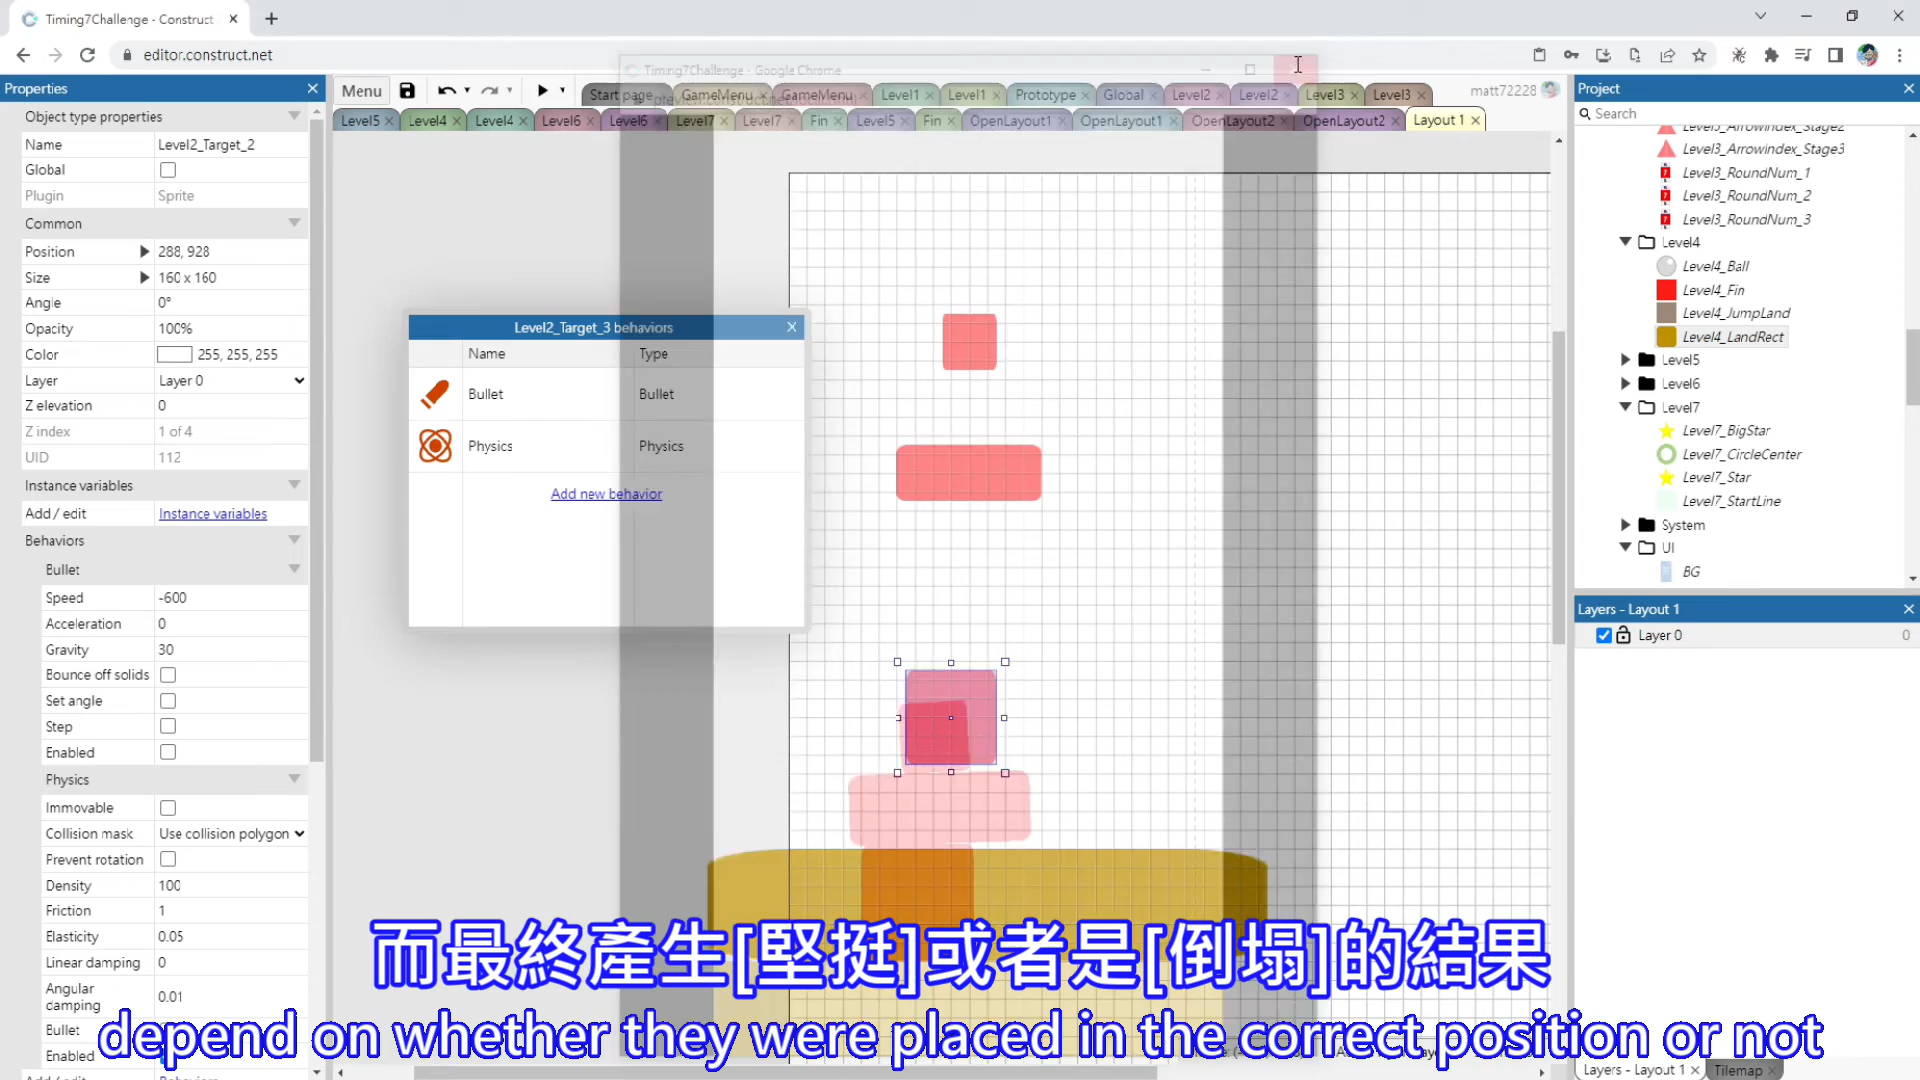 Timing7Challenge - Construct
editor.construct.net
Timing7Challenge - Google Chrome
Properties
Menu
Start page
GameMenu
GameMenu
Level1
Level1
Prototype
Global
Level2
Level2
Level3
Level3
matt72228
Level5
Level4
Level4
Level6
Level6
Level7
Level7
Fin
Level5
Fin
OpenLayout1
OpenLayout1
OpenLayout2
OpenLayout2
Layout 1
Object type properties
Name Level2_Target_2
Global
Plugin Sprite
Common
Position 288, 928
Size 160 x 160
Angle 0°
Opacity 100%
Color 255, 255, 255
Layer Layer 0
Z elevation 0
Z index 1 of 4
UID 112
Instance variables
Add / edit Instance variables
Behaviors
Bullet
Speed -600
Acceleration 0
Gravity 30
Bounce off solids
Set angle
Step
Enabled
Physics
Immovable
Collision mask Use collision polygon
Prevent rotation
Density 100
Friction 1
Elasticity 0.05
Linear damping 0
Angular damping 0.01
Bullet
Enabled
Level2_Target_3 behaviors
Name Type
Bullet Bullet
Physics Physics
Add new behavior
Project
Search
Level3_ArrowIndex_Stage2
Level3_ArrowIndex_Stage3
Level3_RoundNum_1
Level3_RoundNum_2
Level3_RoundNum_3
Level4
Level4_Ball
Level4_Fin
Level4_JumpLand
Level4_LandRect
Level5
Level6
Level7
Level7_BigStar
Level7_CircleCenter
Level7_Star
Level7_StartLine
System
UI
BG
Layers - Layout 1
Layer 0 0
Layers - Layout 1
Tilemap
而最終產生[堅挺]或者是[倒塌]的結果
depend on whether they were placed in the correct position or not